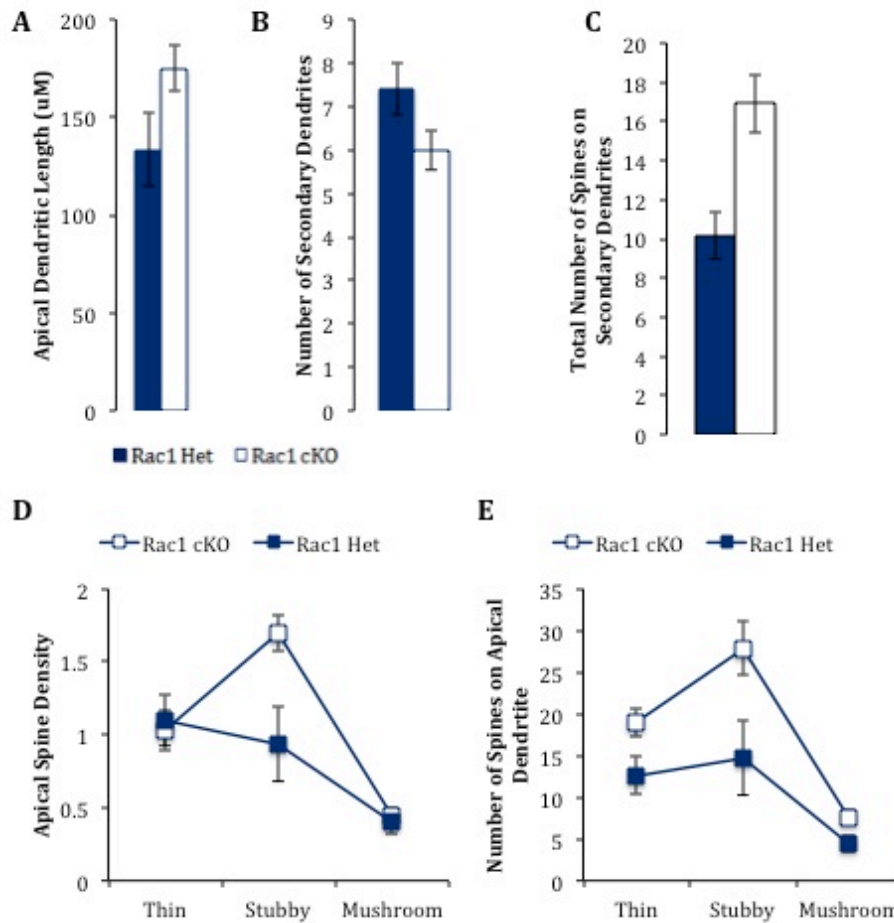 A
Apical Dendritic Length (uM)
200
150
100
50
0
B
Number of Secondary Dendrites
9
8
7
6
5
4
3
2
1
0
C
Total Number of Spines on
Secondary Dendrites
20
18
16
14
12
10
8
6
4
2
0
Rac1 Het Rac1 cKO
D
Rac1 cKO Rac1 Het
Apical Spine Density
2
1.5
1
0.5
0
Thin Stubby Mushroom
E
Rac1 cKO Rac1 Het
Number of Spines on Apical
Dendrtite
35
30
25
20
15
10
5
0
Thin Stubby Mushroom